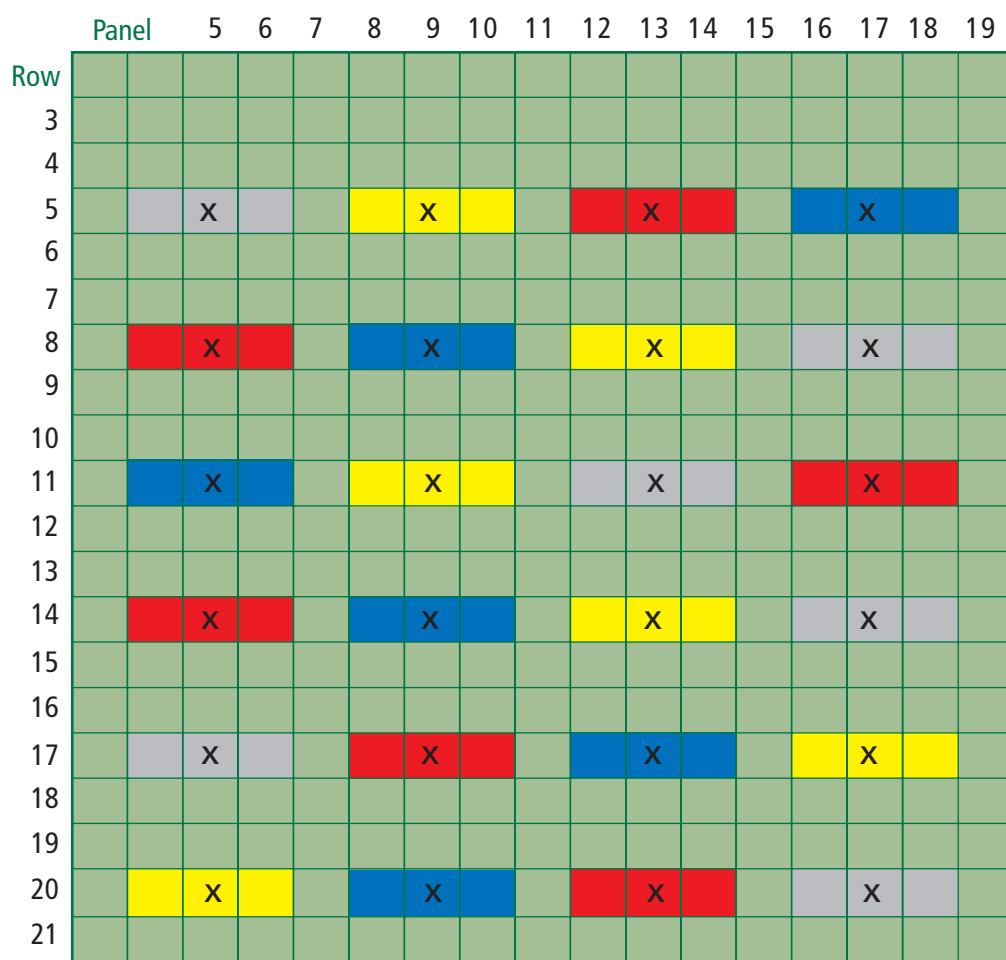 Panel 5 6 7 8 9 10 11 12 13 14 15 16 17 18 19
Row
3
4
5 X X X X
6
7
8 X X X X
9
10
11 X X X X
12
13
14 X X X X
15
16
17 X X X X
18
19
20 X X X X
21